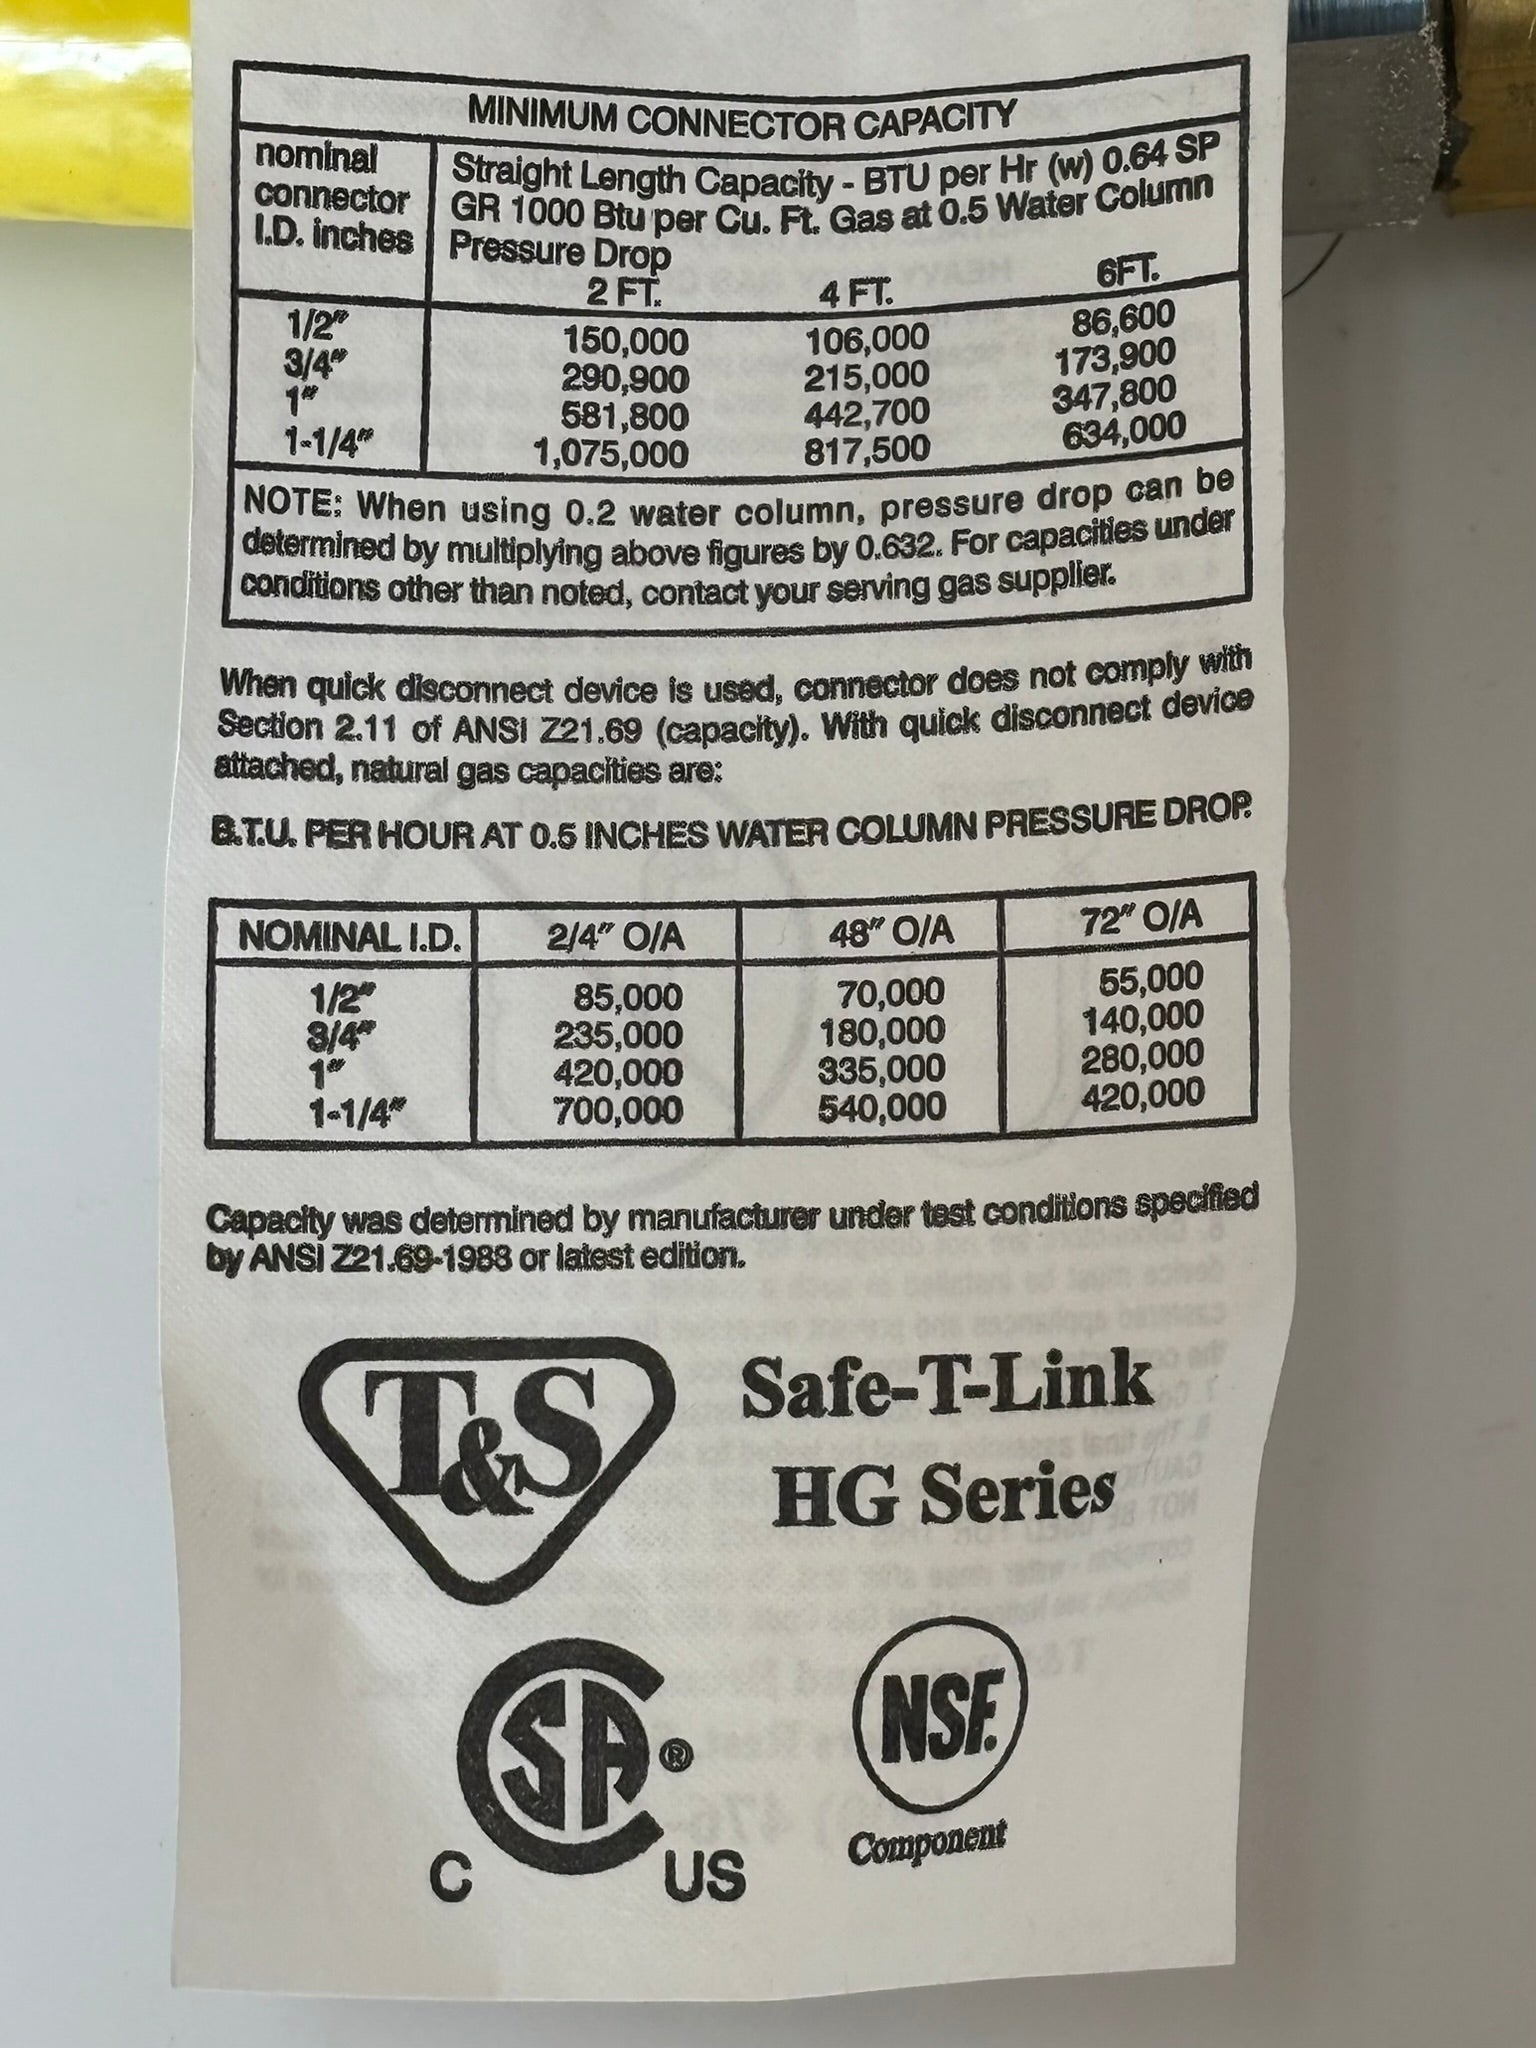 MINIMUM CONNECTOR CAPACITY
nominal
connector
I.D. inches
Straight Length Capacity - BTU per Hr (w) 0.64 SP
GR 1000 Btu per Cu. Ft. Gas at 0.5 Water Column
Pressure Drop
2 FT. 4 FT. 6FT.
1/2" 150,000 106,000 86,600
3/4" 290,900 215,000 173,900
1" 581,800 442,700 347,800
1-1/4" 1,075,000 817,500 634,000
NOTE: When using 0.2 water column, pressure drop can be
determined by multiplying above figures by 0.632. For capacities under
conditions other than noted, contact your serving gas supplier.
When quick disconnect device is used, connector does not comply with
Section 2.11 of ANSI Z21.69 (capacity). With quick disconnect device
attached, natural gas capacities are:
B.T.U. PER HOUR AT 0.5 INCHES WATER COLUMN PRESSURE DROP.
NOMINAL I.D. 2/4" O/A 48" O/A 72" O/A
1/2" 85,000 70,000 55,000
3/4" 235,000 180,000 140,000
1" 420,000 335,000 280,000
1-1/4" 700,000 540,000 420,000
Capacity was determined by manufacturer under test conditions specified
by ANSI Z21.69-1988 or latest edition.
T&S
Safe-T-Link
HG Series
CSA ®
C US
NSF.
Component